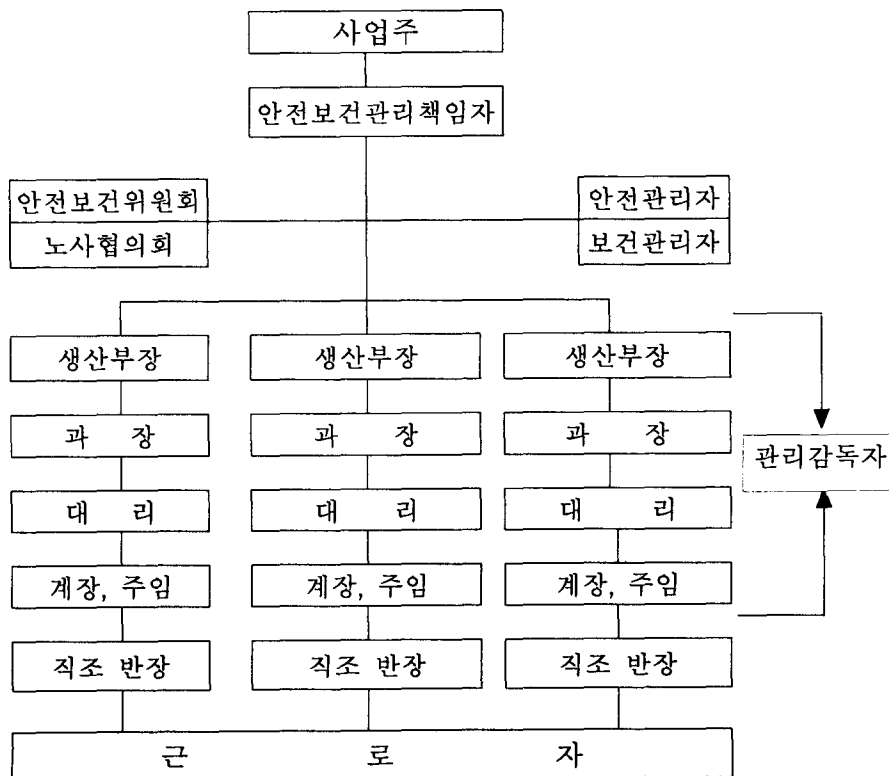 사업주
안전보건관리책임자
안전보건위원회
노사협의회
안전관리자
보건관리자
생산부장 생산부장 생산부장
과 장 과 장 과 장
관리감독자
대 리 대 리 대 리
계장, 주임 계장, 주임 계장, 주임
직조 반장 직조 반장 직조 반장
근 로 자